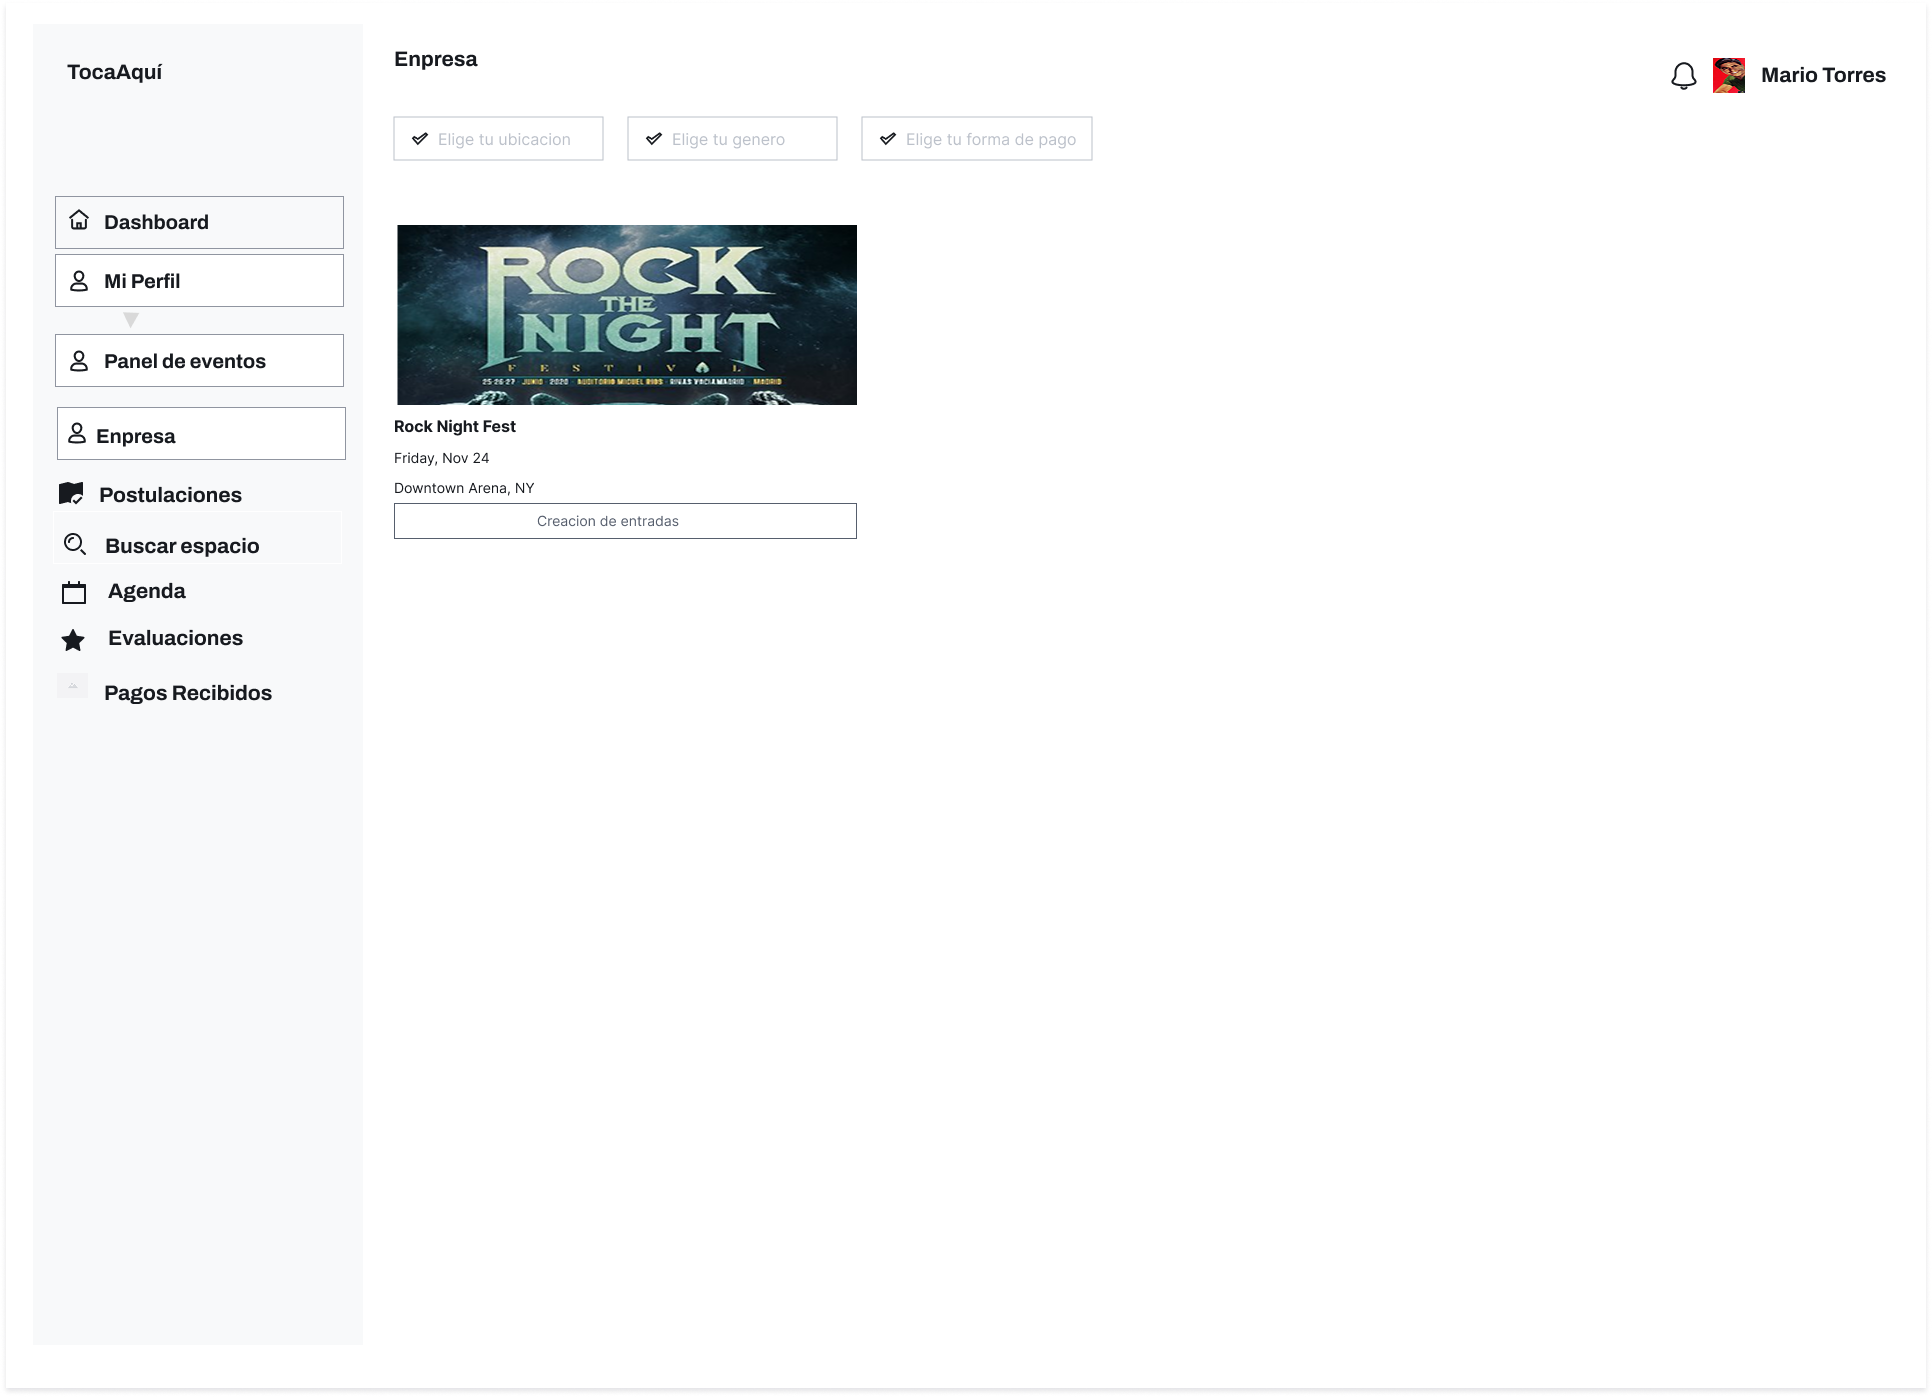 TocaAquí
Enpresa
Mario Torres
Elige tu ubicacion
Elige tu genero
Elige tu forma de pago
Dashboard
Mi Perfil
Panel de eventos
Enpresa
Postulaciones
Buscar espacio
Agenda
Evaluaciones
Pagos Recibidos
ROCK
THE
NIGHT
FESTIVAL
25·26·27 · JUNIO · 2020 · AUDITORIO MIGUEL RIOS · RIVAS VACIAMADRID · MADRID
Rock Night Fest
Friday, Nov 24
Downtown Arena, NY
Creacion de entradas